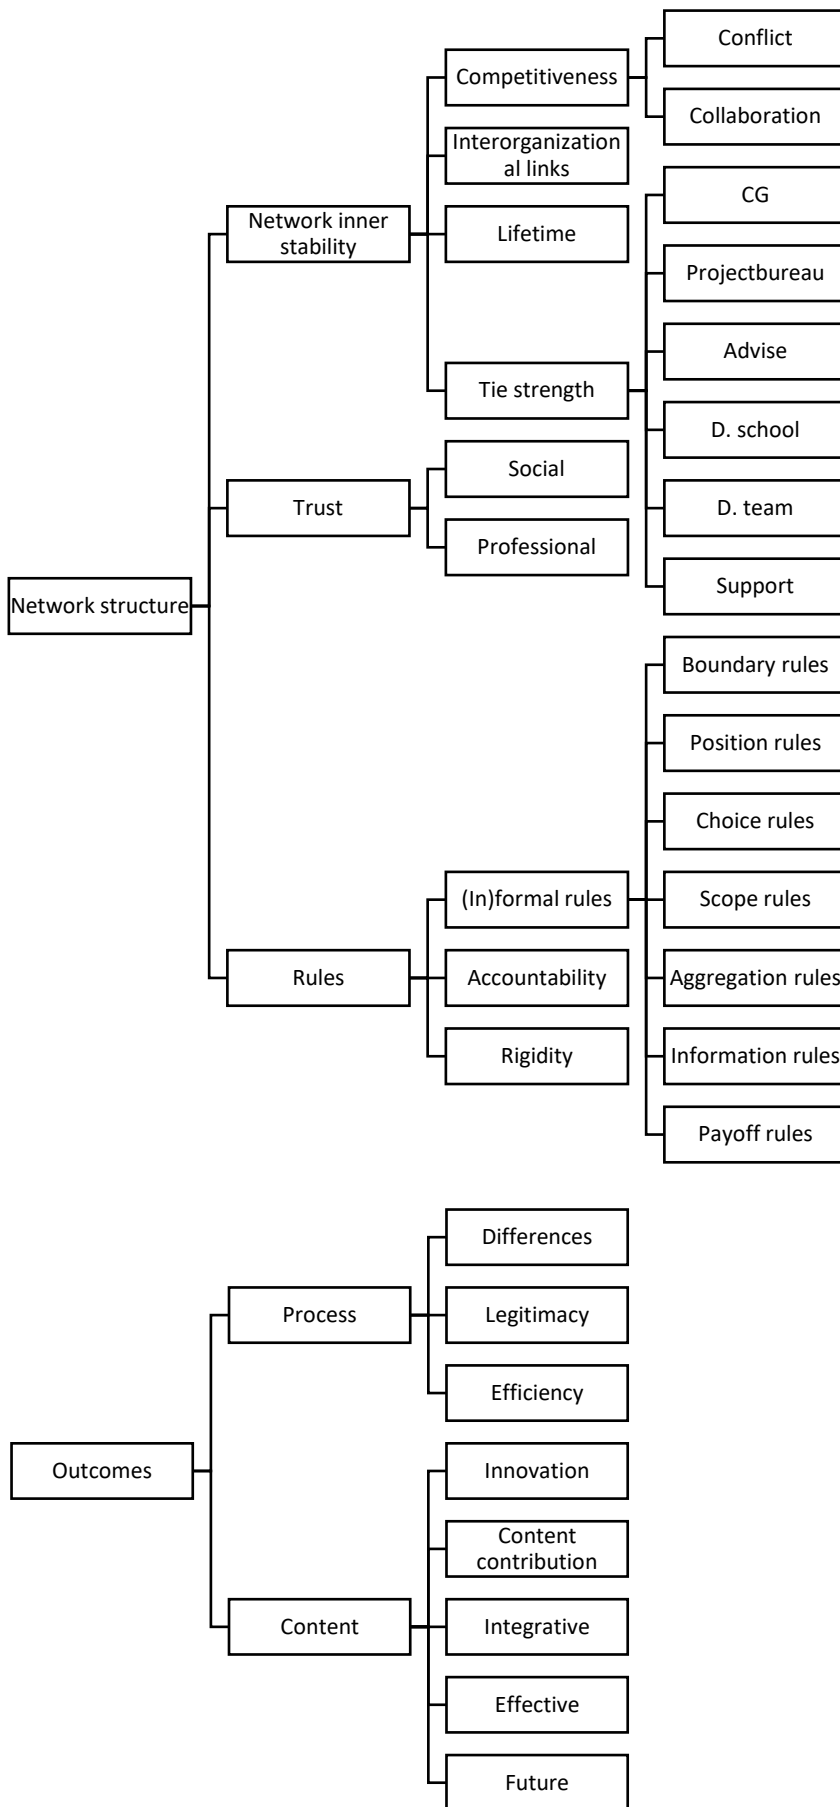 Conflict
Competitiveness
Collaboration
Interorganization
al links
CG
Network inner
stability
Lifetime
Projectbureau
Advise
Tie strength
D. school
Social
Trust
D. team
Professional
Support
Network structure
Boundary rules
Position rules
Choice rules
(In)formal rules
Scope rules
Rules
Accountability
Aggregation rules
Rigidity
Information rules
Payoff rules
Differences
Process
Legitimacy
Efficiency
Outcomes
Innovation
Content
contribution
Content
Integrative
Effective
Future